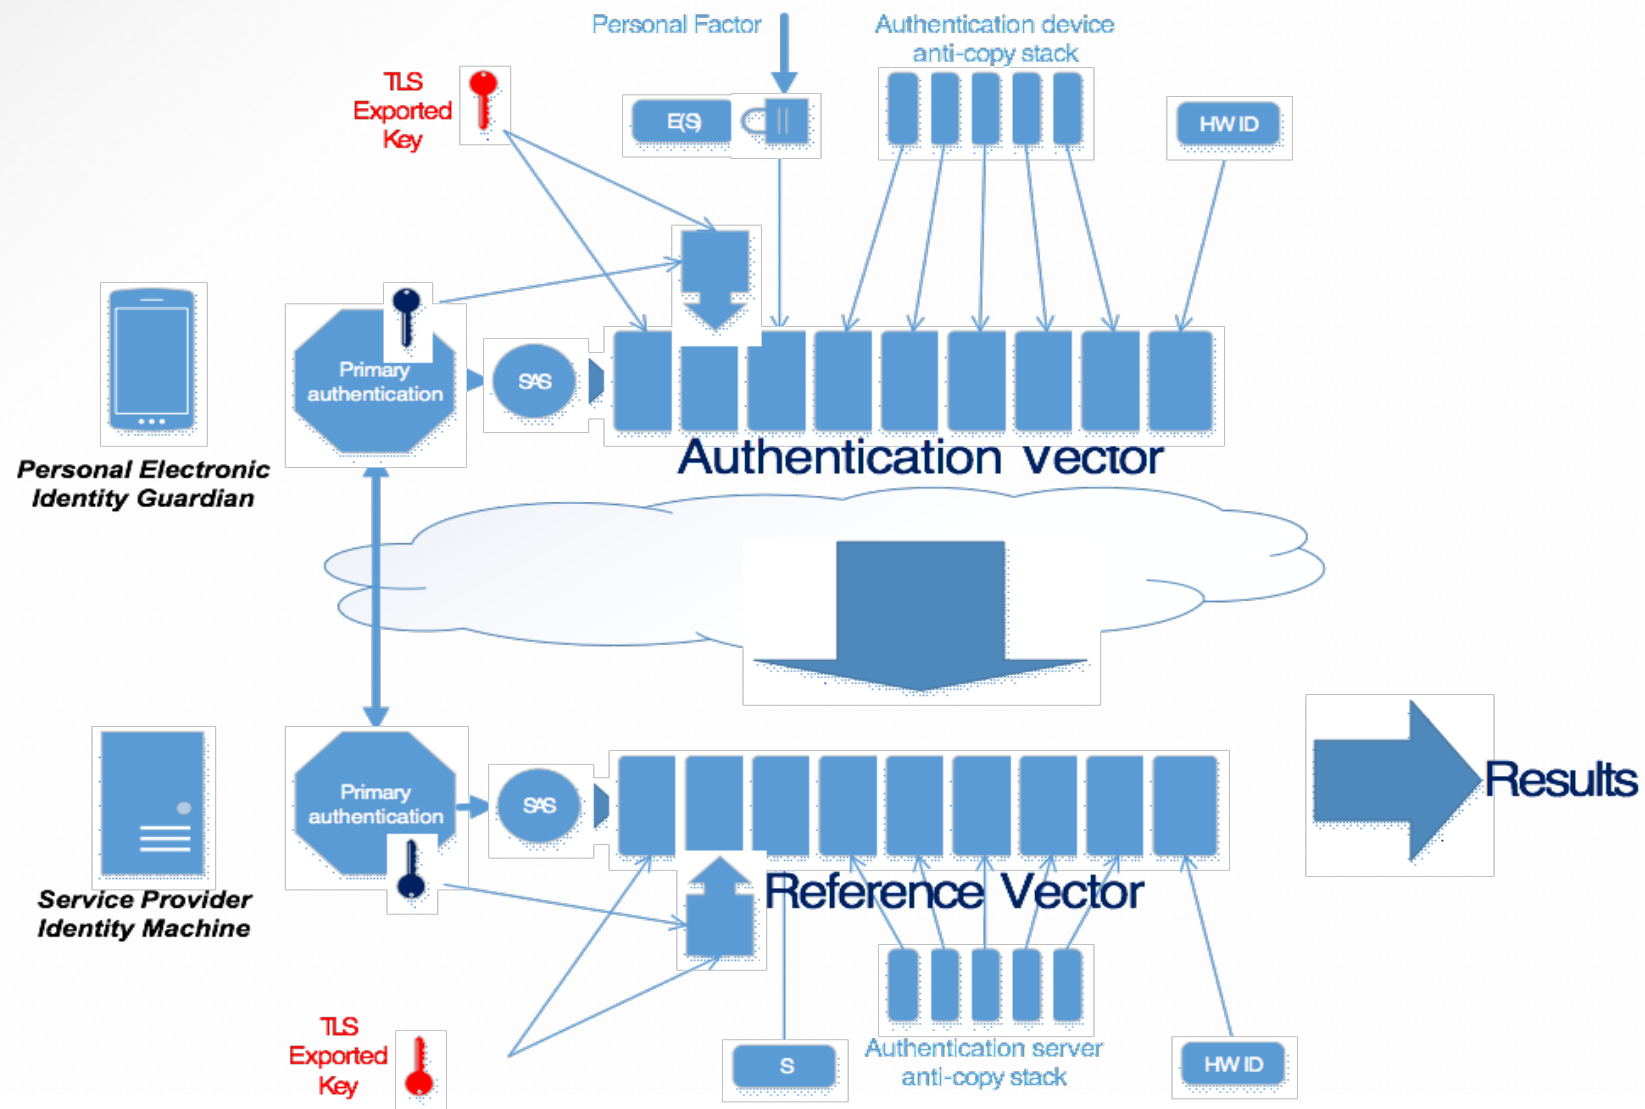 Personal Factor
Authentication device
anti-copy stack
TLS
Exported
Key
E(S)
HW ID
Primary
authentication
SAS
Personal Electronic
Identity Guardian
Authentication Vector
Primary
authentication
SAS
Results
Service Provider
Identity Machine
Reference Vector
TLS
Exported
Key
S
Authentication server
anti-copy stack
HW ID